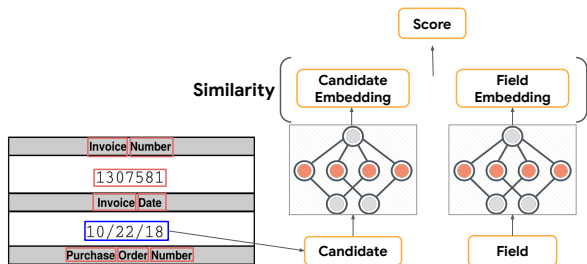 Score
Similarity
Candidate
Embedding
Field
Embedding
Invoice Number
1307581
Invoice Date
10/22/18
Purchase Order Number
Candidate
Field